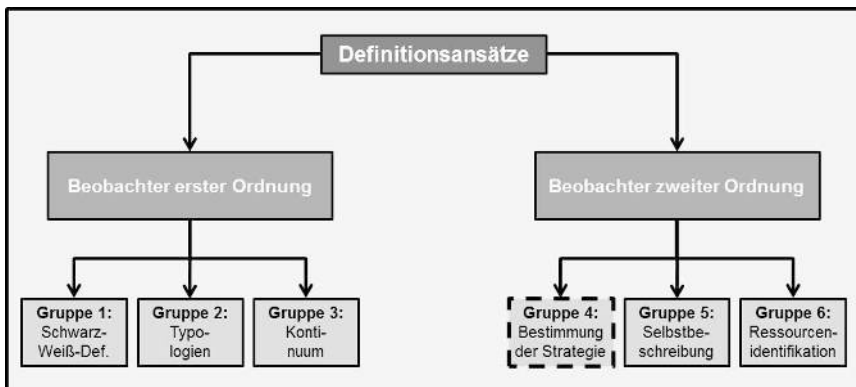 Definitionsansätze
Beobachter erster Ordnung
Beobachter zweiter Ordnung
Gruppe 1:
Schwarz-
Weiß-Def.
Gruppe 2:
Typo-
logien
Gruppe 3:
Konti-
nuum
Gruppe 4:
Bestimmung
der Strategie
Gruppe 5:
Selbstbe-
schreibung
Gruppe 6:
Ressourcen-
identifikation